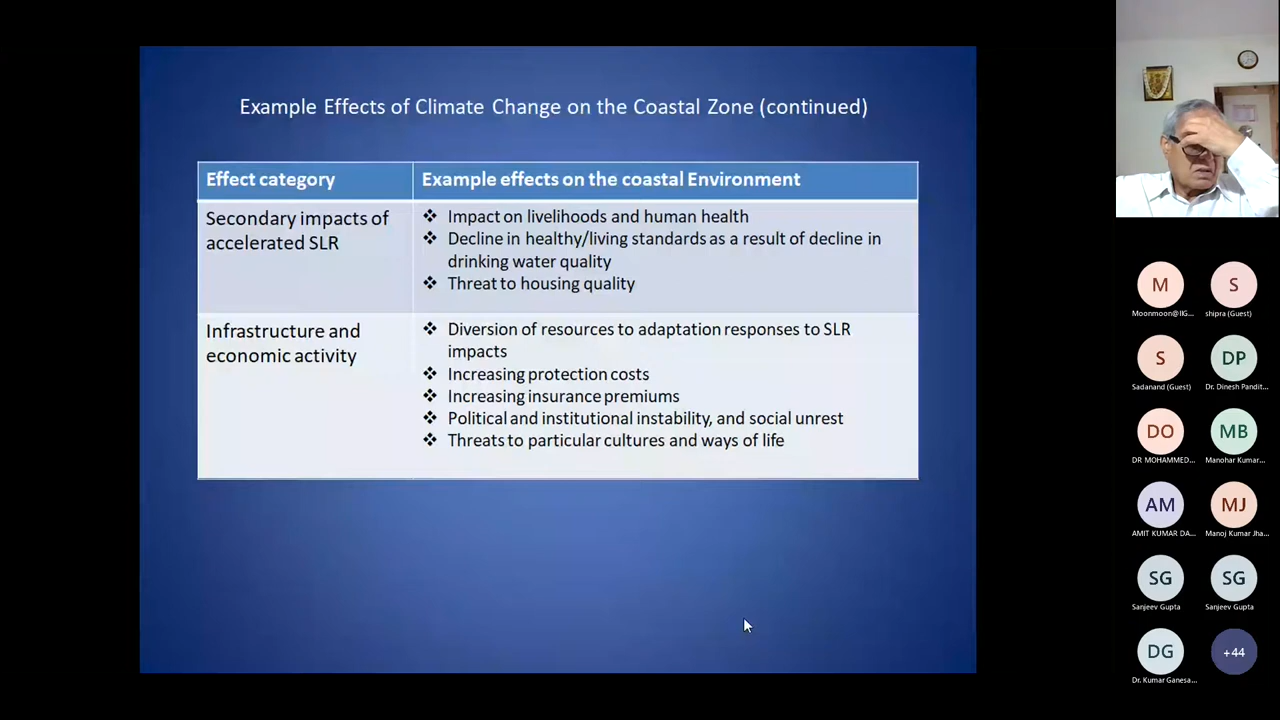 Example Effects of Climate Change on the Coastal Zone (continued)
Effect category
Example effects on the coastal Environment
Secondary impacts of
accelerated SLR
❖ Impact on livelihoods and human health
❖ Decline in healthy/living standards as a result of decline in
drinking water quality
❖ Threat to housing quality
Infrastructure and
economic activity
❖ Diversion of resources to adaptation responses to SLR
impacts
❖ Increasing protection costs
❖ Increasing insurance premiums
❖ Political and institutional instability, and social unrest
❖ Threats to particular cultures and ways of life
M
Moonmoon@IIG...
S
shipra (Guest)
S
Sadanand (Guest)
DP
Dr. Dinesh Pandit...
DO
DR MOHAMMED...
MB
Manohar Kumar...
AM
AMIT KUMAR DA...
MJ
Manoj Kumar Jha...
SG
Sanjeev Gupta
SG
Sanjeev Gupta
DG
Dr. Kumar Ganesa...
+44